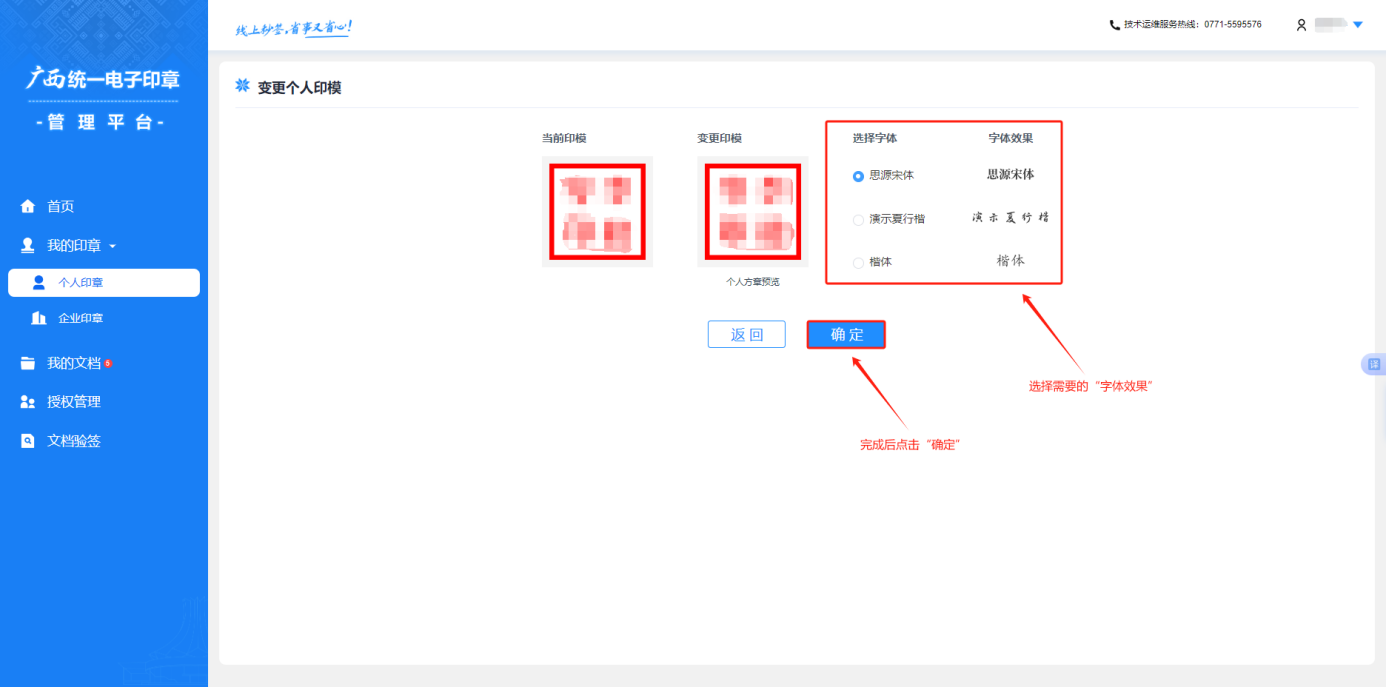 广西统一电子印章
-管理平台-
首页
我的印章
个人印章
企业印章
我的文档
授权管理
文档验签
线上秒签,省事又省心!
技术运维服务热线：0771-5595576
变更个人印模
当前印模
变更印模
个人方章预览
选择字体 字体效果
思源宋体 思源宋体
演示夏行楷 演示夏行楷
楷体 楷体
返回 确定
选择需要的“字体效果”
完成后点击“确定”
译